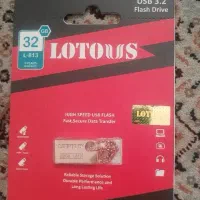 USB 3.2
Flash Drive
32 GB
L-813
LOTOUS
HIGH SPEED USB FLASH
Fast-Secure Data Transfer
LOTOUS
Reliable Storage Solution
Durable Performance and
Long Lasting Life.